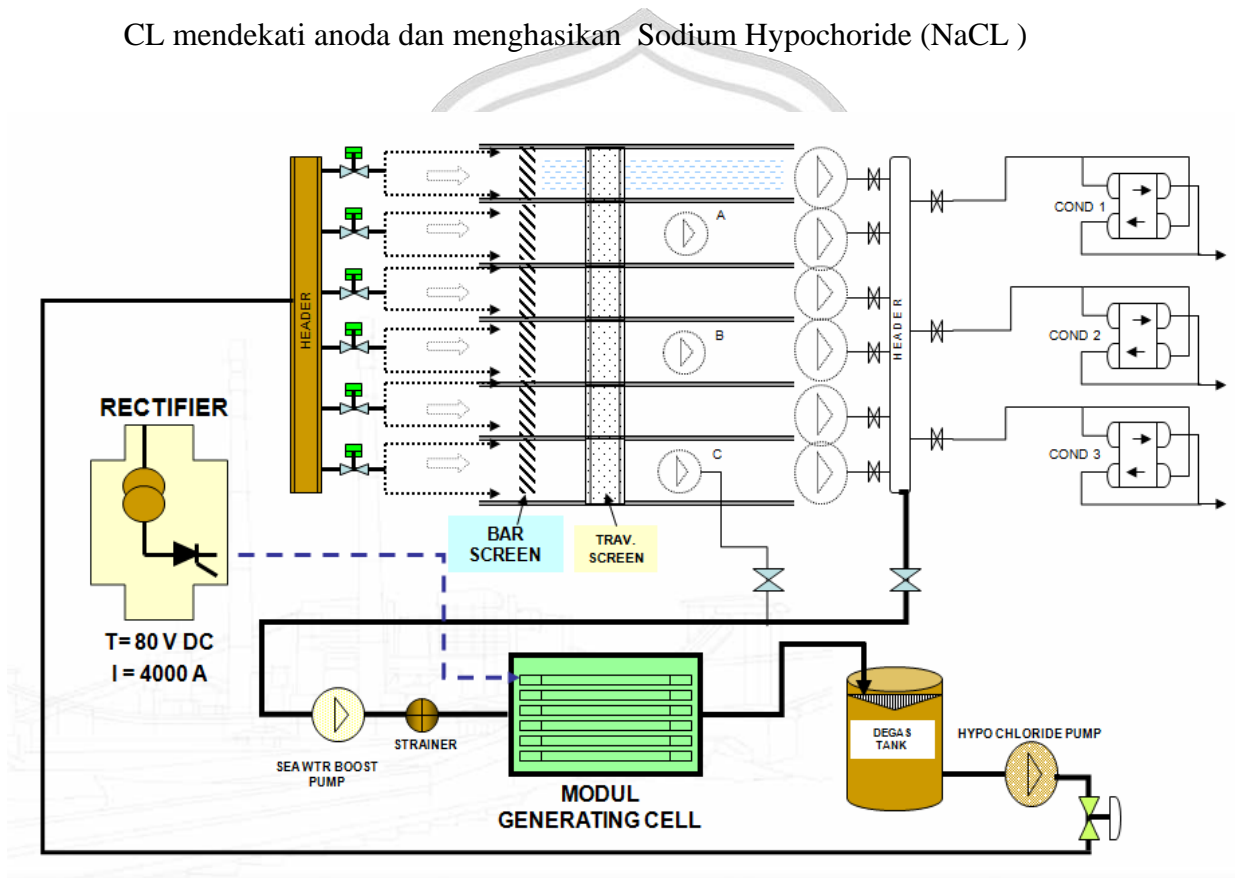 CL mendekati anoda dan menghasikan Sodium Hypochoride (NaCL )
HEADER
A
B
C
HEADER
COND 1
COND 2
COND 3
RECTIFIER
T= 80 V DC
I = 4000 A
BAR
SCREEN
TRAV.
SCREEN
SEA WTR BOOST
PUMP
STRAINER
MODUL
GENERATING CELL
DEGAS
TANK
HYPO CHLORIDE PUMP